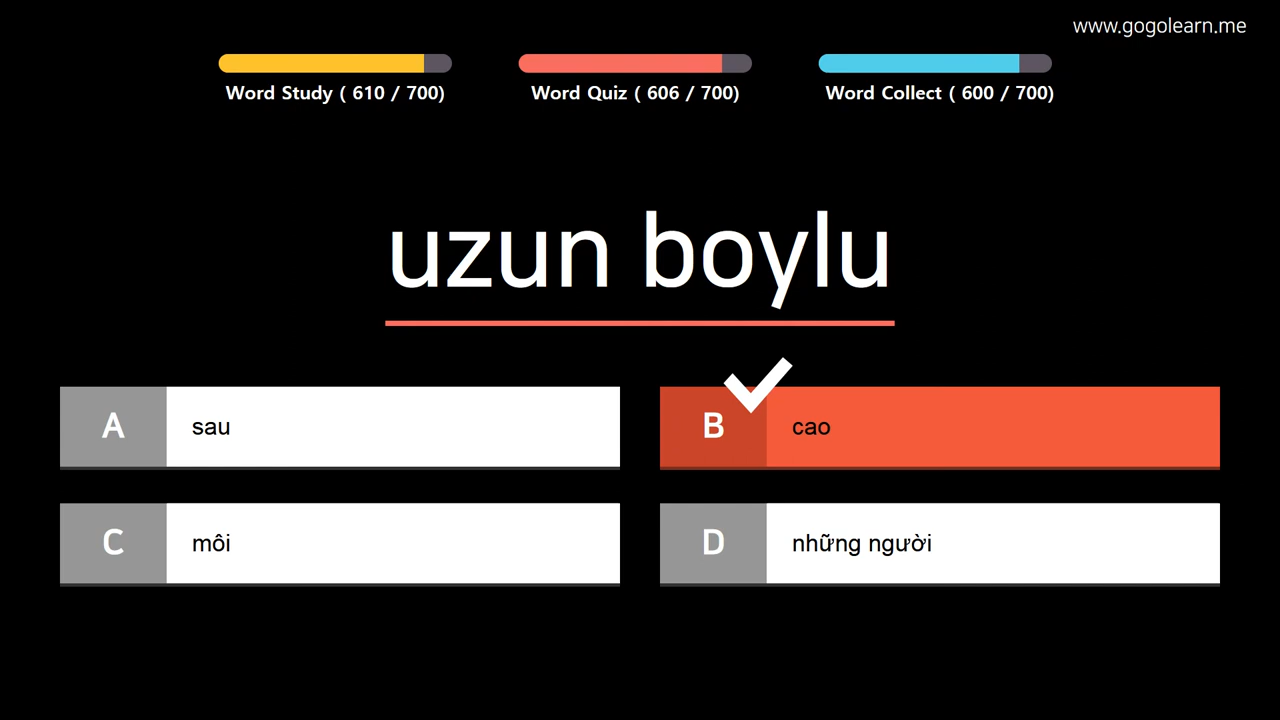 www.gogolearn.me
Word Study ( 610 / 700)
Word Quiz ( 606 / 700)
Word Collect ( 600 / 700)
uzun boylu
A sau
B cao
C môi
D những người